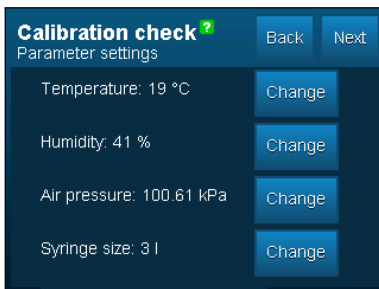 Calibration check ?
Parameter settings
Back
Next
Temperature: 19 °C
Change
Humidity: 41 %
Change
Air pressure: 100.61 kPa
Change
Syringe size: 3 l
Change